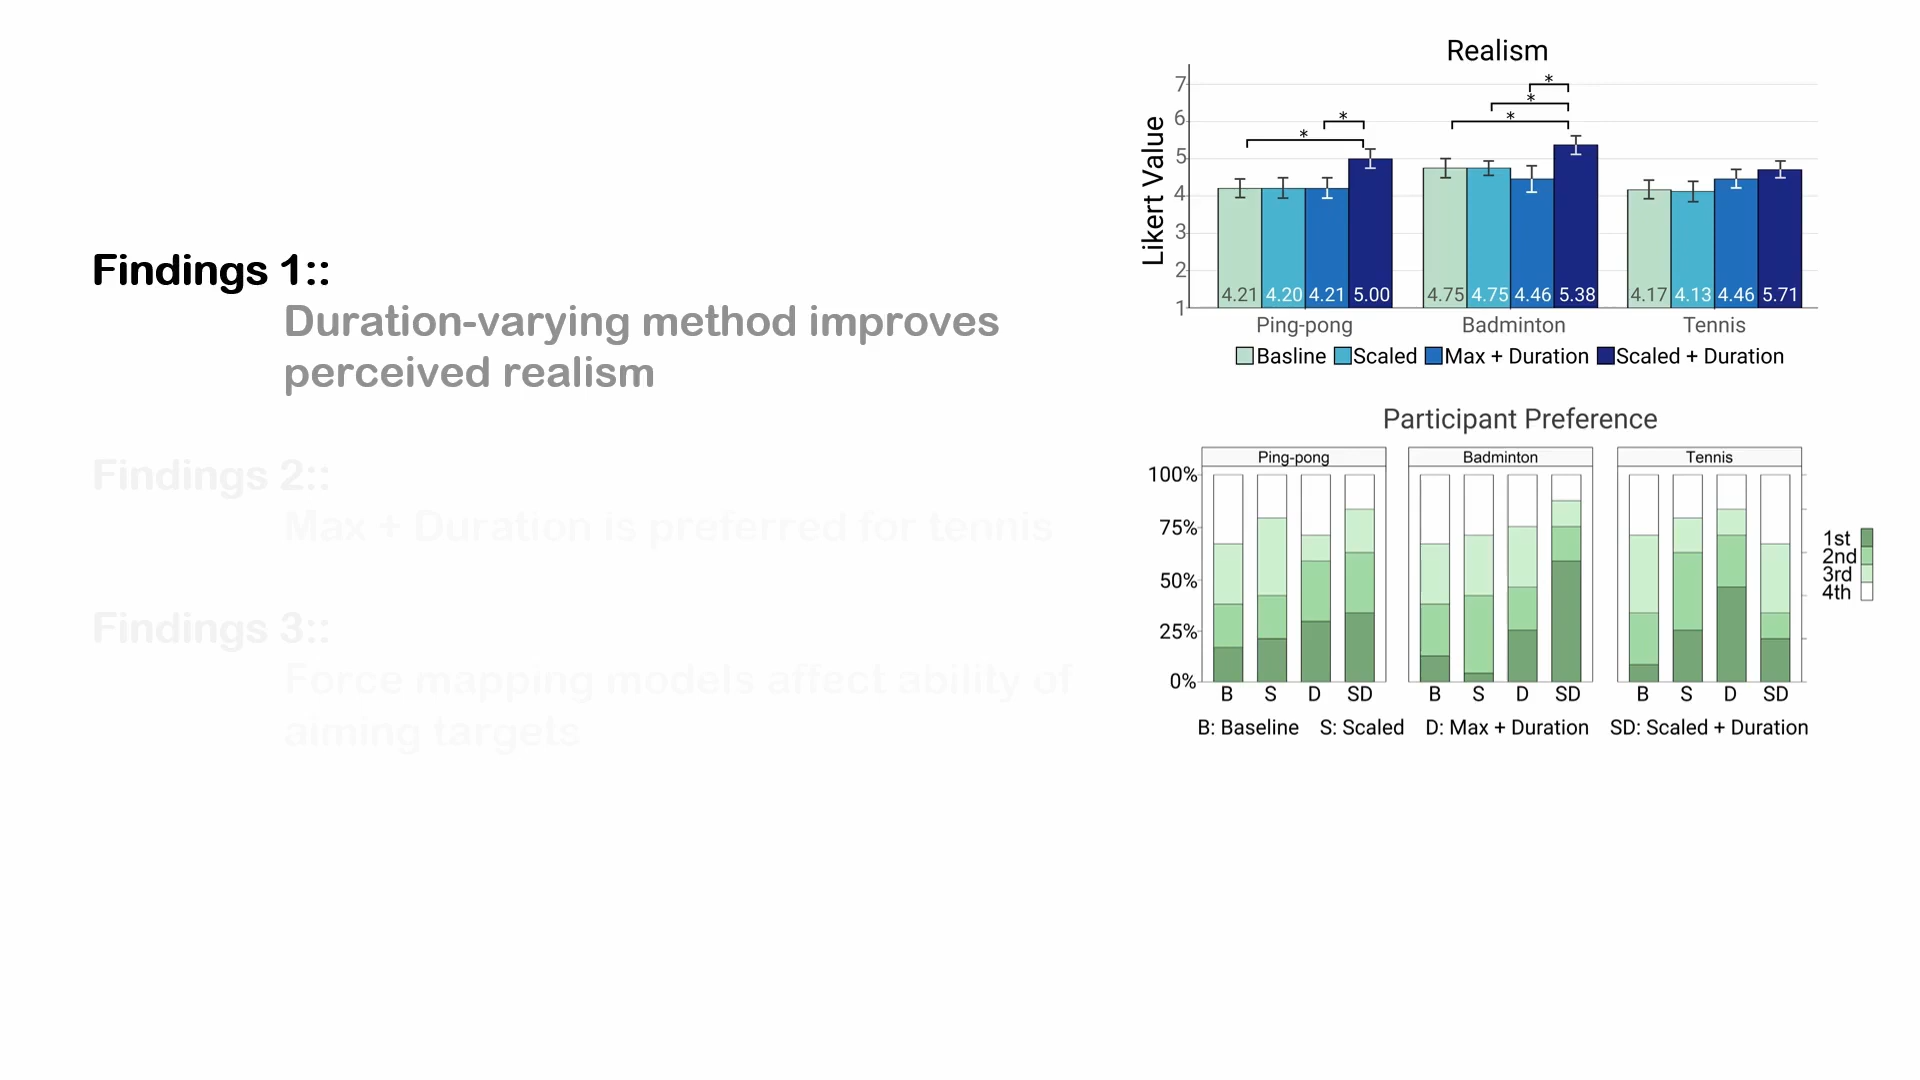 Findings 1::
Duration-varying method improves
perceived realism
Findings 2::
Max + Duration is preferred for tennis
Findings 3::
Force mapping models affect ability of
aiming targets
Realism
Likert Value
7
6
5
4
3
2
1
* * * * *
4.21 4.20 4.21 5.00 4.75 4.75 4.46 5.38 4.17 4.13 4.46 5.71
Ping-pong Badminton Tennis
Basline Scaled Max + Duration Scaled + Duration
Participant Preference
Ping-pong Badminton Tennis
100%
75%
50%
25%
0%
1st
2nd
3rd
4th
B S D SD B S D SD B S D SD
B: Baseline S: Scaled D: Max + Duration SD: Scaled + Duration